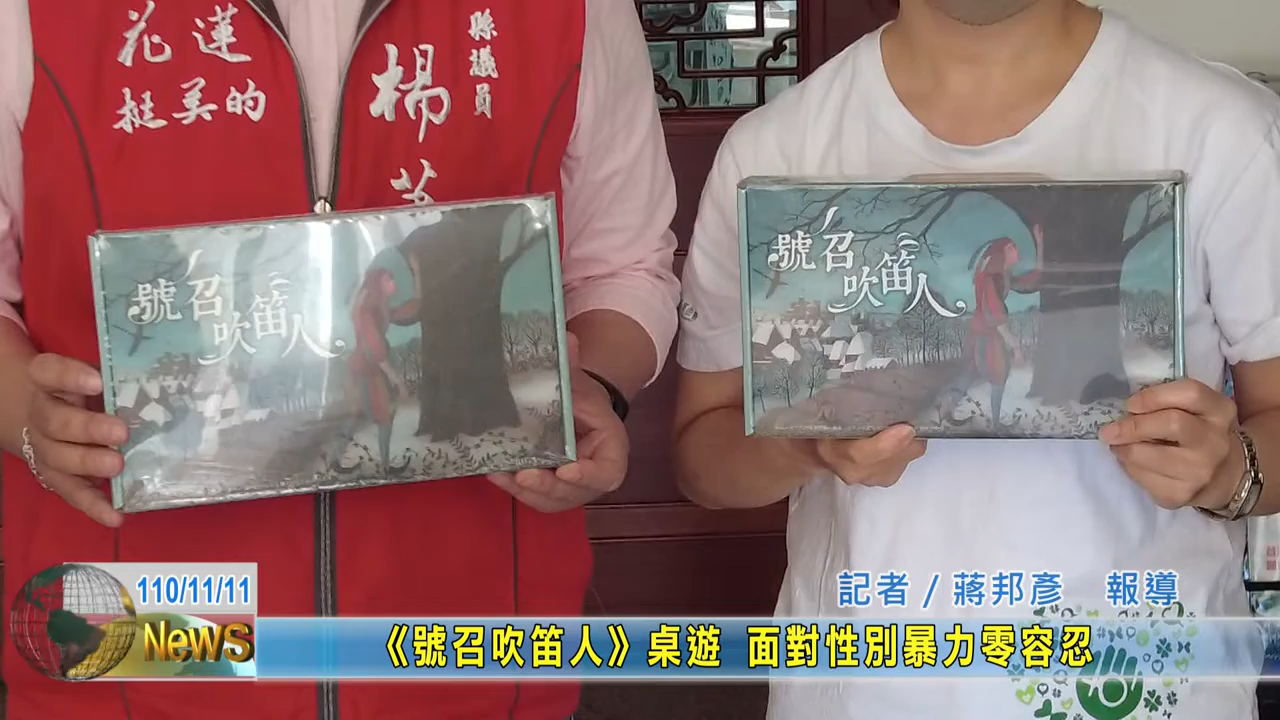 花蓮
挺美的
縣議員
楊
號召
吹笛人
號召
吹笛人
110/11/11
News
記者/蔣邦彥 報導
《號召吹笛人》桌遊 面對性別暴力零容忍